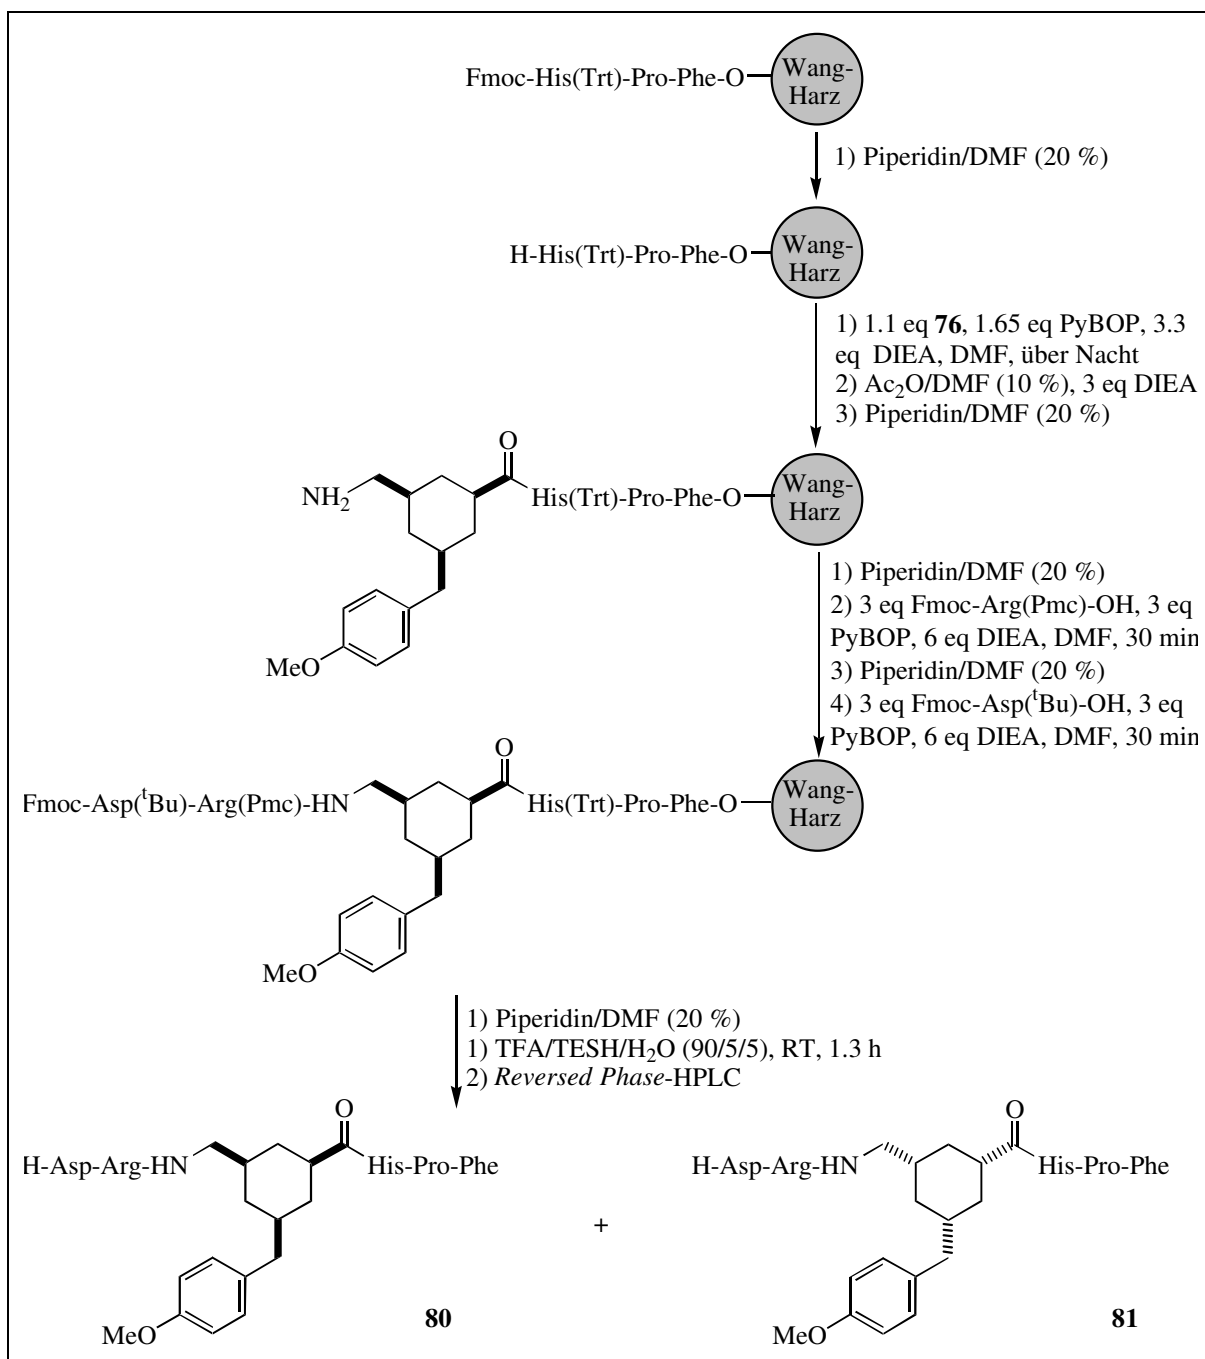 Fmoc-His(Trt)-Pro-Phe-O
Wang-
Harz
1) Piperidin/DMF (20 %)
H-His(Trt)-Pro-Phe-O
Wang-
Harz
1) 1.1 eq 76, 1.65 eq PyBOP, 3.3
eq DIEA, DMF, über Nacht
2) Ac₂O/DMF (10 %), 3 eq DIEA
3) Piperidin/DMF (20 %)
O
NH₂
His(Trt)-Pro-Phe-O
Wang-
Harz
MeO
1) Piperidin/DMF (20 %)
2) 3 eq Fmoc-Arg(Pmc)-OH, 3 eq
PyBOP, 6 eq DIEA, DMF, 30 min
3) Piperidin/DMF (20 %)
4) 3 eq Fmoc-Asp(ᵗBu)-OH, 3 eq
PyBOP, 6 eq DIEA, DMF, 30 min
O
Fmoc-Asp(ᵗBu)-Arg(Pmc)-HN
His(Trt)-Pro-Phe-O
Wang-
Harz
MeO
1) Piperidin/DMF (20 %)
1) TFA/TESH/H₂O (90/5/5), RT, 1.3 h
2) Reversed Phase-HPLC
O
H-Asp-Arg-HN
His-Pro-Phe
MeO
80
+
O
H-Asp-Arg-HN
His-Pro-Phe
MeO
81